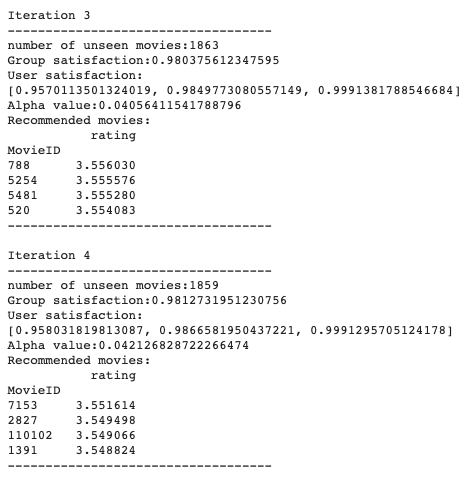 Iteration 3
-----------------------------------
number of unseen movies:1863
Group satisfaction:0.980375612347595
User satisfaction:
[0.9570113501324019, 0.9849773080557149, 0.9991381788546684]
Alpha value:0.04056411541788796
Recommended movies:
rating
MovieID
788 3.556030
5254 3.555576
5481 3.555280
520 3.554083
-----------------------------------
Iteration 4
-----------------------------------
number of unseen movies:1859
Group satisfaction:0.9812731951230756
User satisfaction:
[0.958031819813087, 0.9866581950437221, 0.9991295705124178]
Alpha value:0.042126828722266474
Recommended movies:
rating
MovieID
7153 3.551614
2827 3.549498
110102 3.549066
1391 3.548824
-----------------------------------